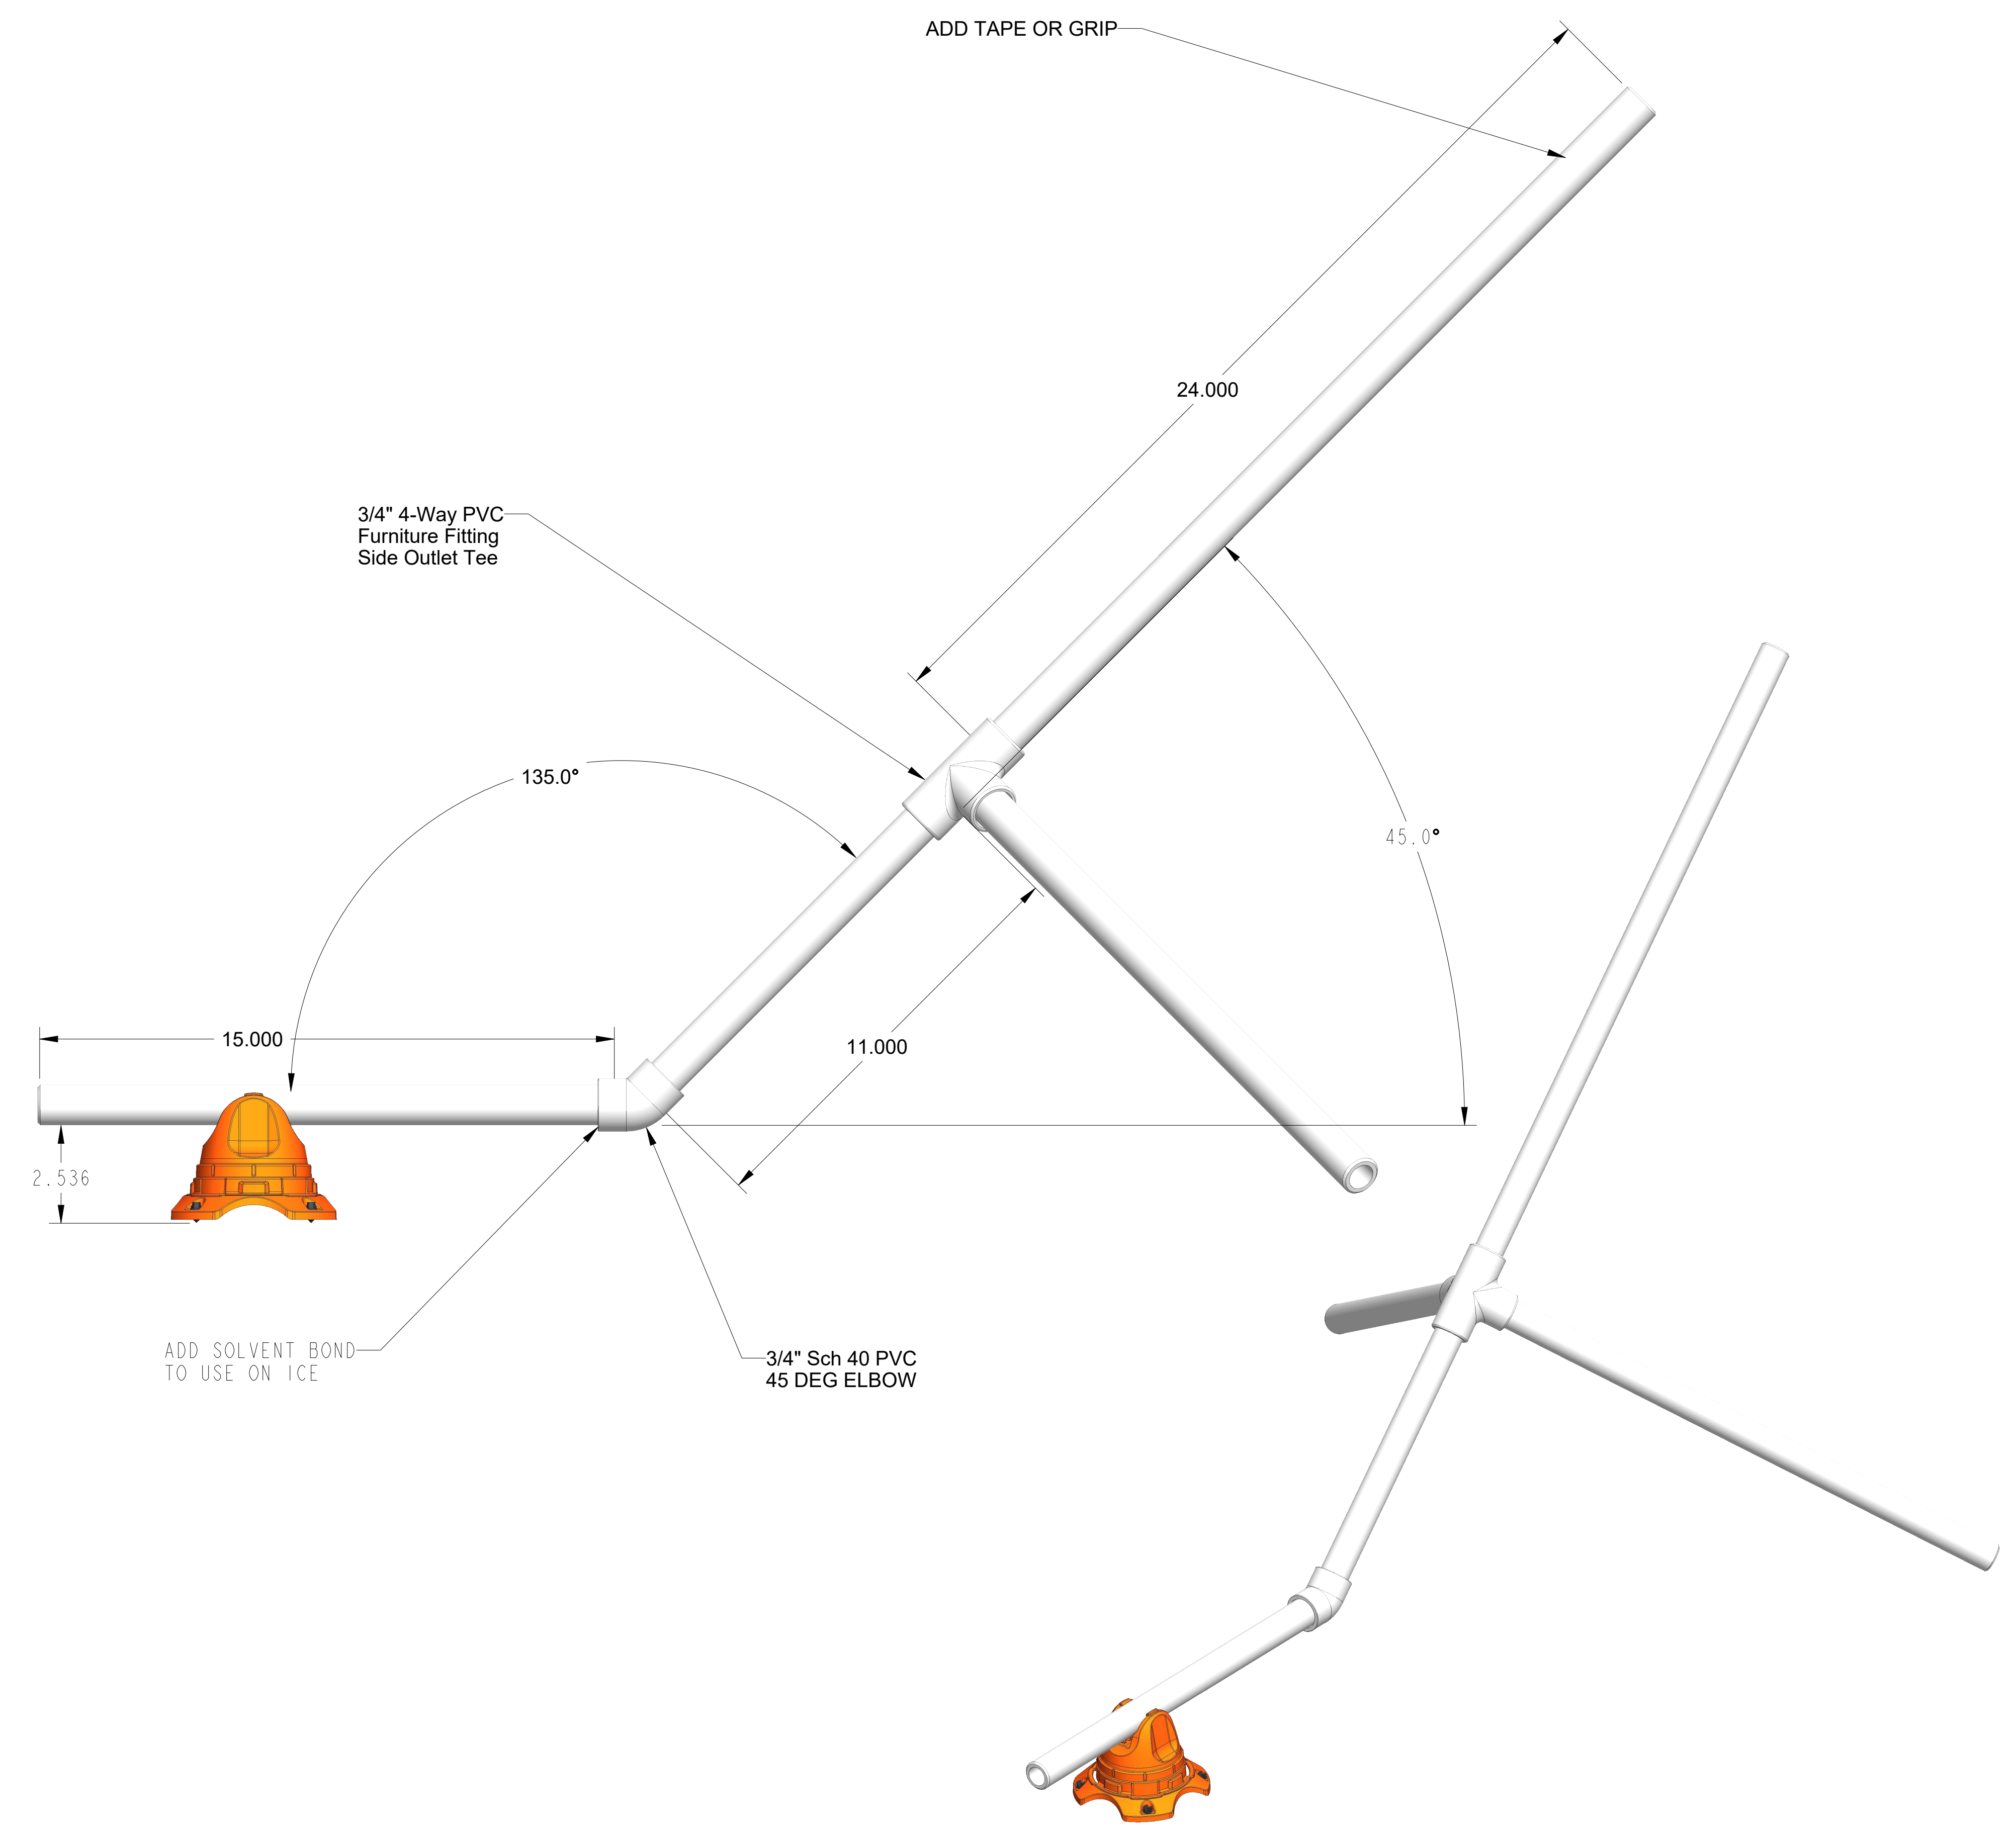 ADD TAPE OR GRIP
24.000
3/4" 4-Way PVC
Furniture Fitting
Side Outlet Tee
135.0°
45.0°
15.000
11.000
2.536
ADD SOLVENT BOND
TO USE ON ICE
3/4" Sch 40 PVC
45 DEG ELBOW